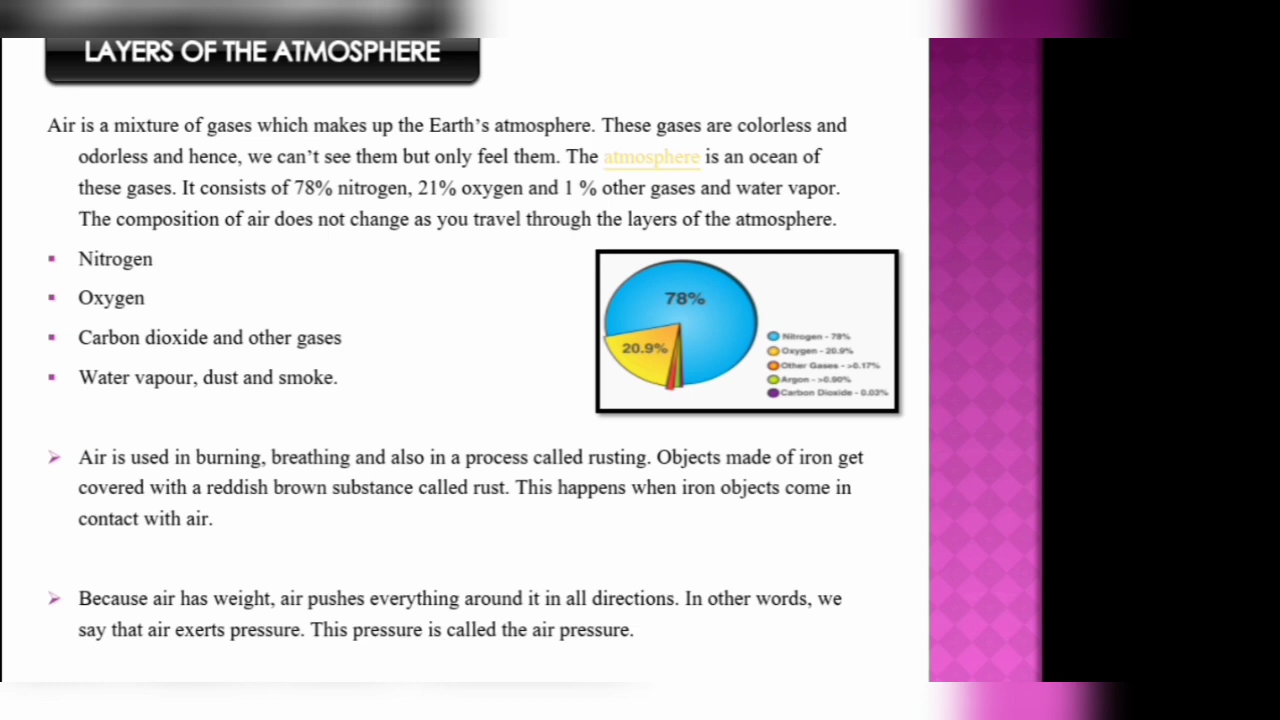 LAYERS OF THE ATMOSPHERE
Air is a mixture of gases which makes up the Earth's atmosphere. These gases are colorless and
odorless and hence, we can't see them but only feel them. The atmosphere is an ocean of
these gases. It consists of 78% nitrogen, 21% oxygen and 1 % other gases and water vapor.
The composition of air does not change as you travel through the layers of the atmosphere.
▪ Nitrogen
▪ Oxygen
▪ Carbon dioxide and other gases
▪ Water vapour, dust and smoke.
78%
20.9%
Nitrogen - 78%
Oxygen - 20.9%
Other Gases - >0.17%
Argon - >0.90%
Carbon Dioxide - 0.03%
➢ Air is used in burning, breathing and also in a process called rusting. Objects made of iron get
covered with a reddish brown substance called rust. This happens when iron objects come in
contact with air.
➢ Because air has weight, air pushes everything around it in all directions. In other words, we
say that air exerts pressure. This pressure is called the air pressure.